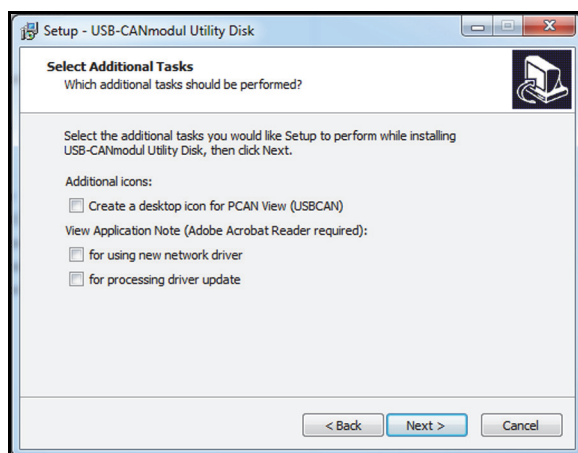 Setup - USB-CANmodul Utility Disk
Select Additional Tasks
Which additional tasks should be performed?
Select the additional tasks you would like Setup to perform while installing
USB-CANmodul Utility Disk, then click Next.
Additional icons:
Create a desktop icon for PCAN View (USBCAN)
View Application Note (Adobe Acrobat Reader required):
for using new network driver
for processing driver update
< Back
Next >
Cancel